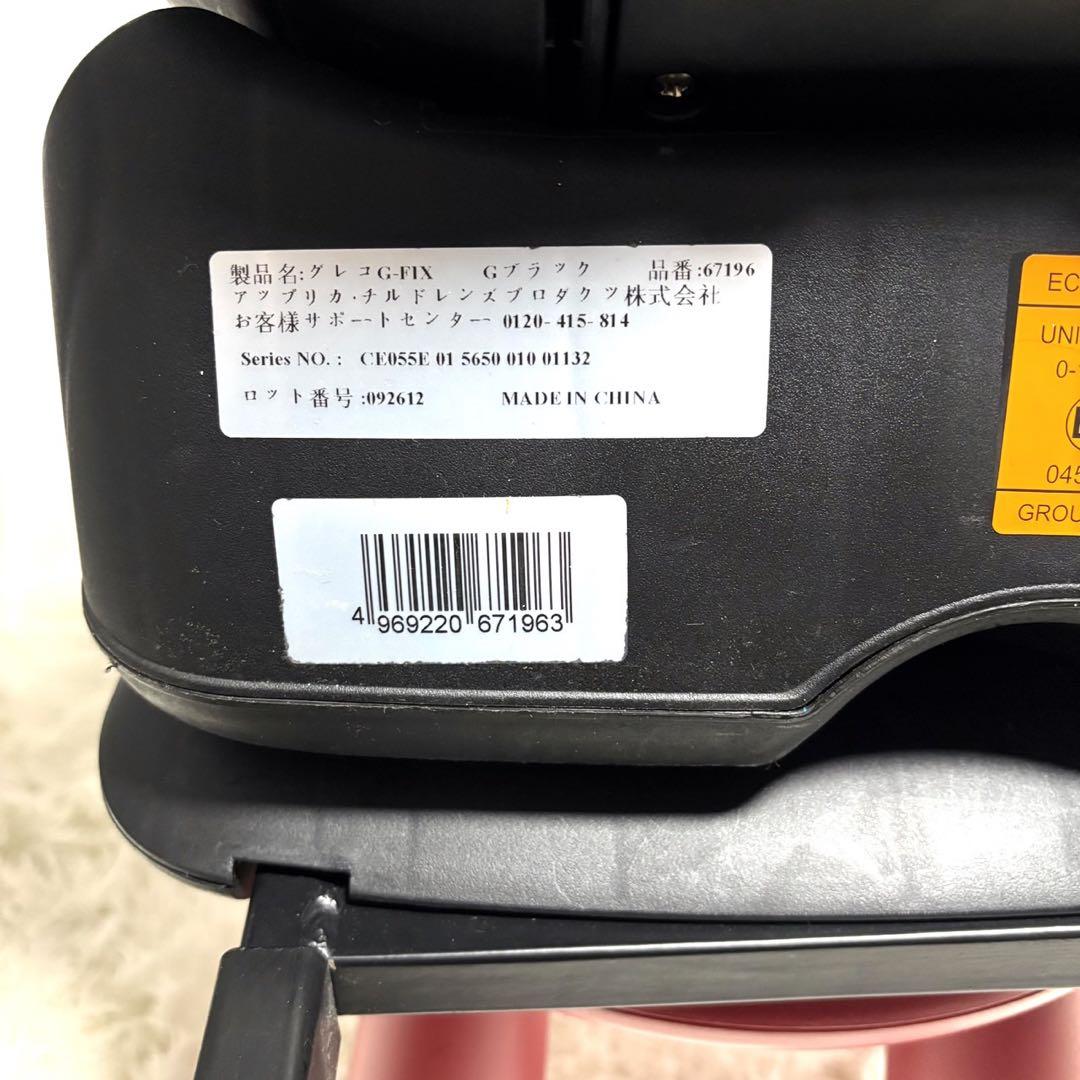 製品名:グレコG-FIX Gブラック 品番:67196
アップリカ・チルドレンズプロダクツ株式会社
お客様サポートセンター 0120-415-814
Series NO.: CE055E 01 5650 010 01132
ロット番号:092612 MADE IN CHINA
4 969220 671963
EC
UNI
0-
045
GROU